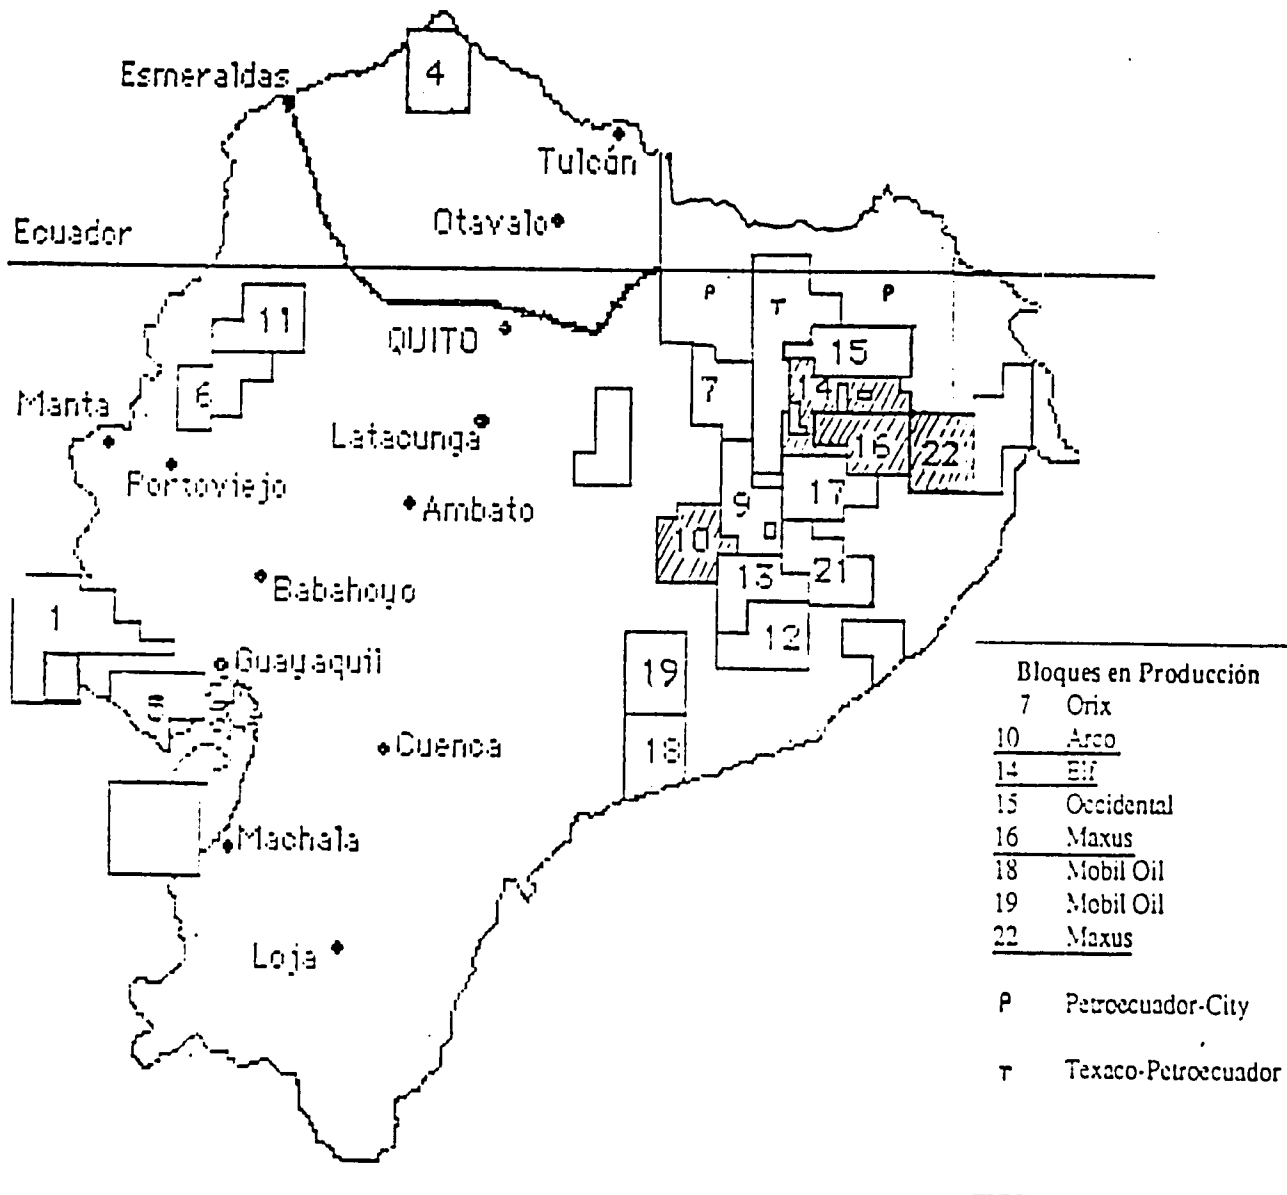 4
Esmeraldas
Tulcán
Otavalo
Ecuador
ρ
T
ρ
11
QUITO
15
6
7
14
8
Manta
Latacunga
16
22
Portoviejo
17
Ambato
9
10
Babahoyo
13
21
1
12
Guayaquil
19
3
Cuenca
18
Machala
Loja
Bloques en Producción
7 Orix
10 Arco
14 Elf
15 Occidental
16 Maxus
18 Mobil Oil
19 Mobil Oil
22 Maxus
ρ Petroecuador-City
T Texaco-Petroecuador